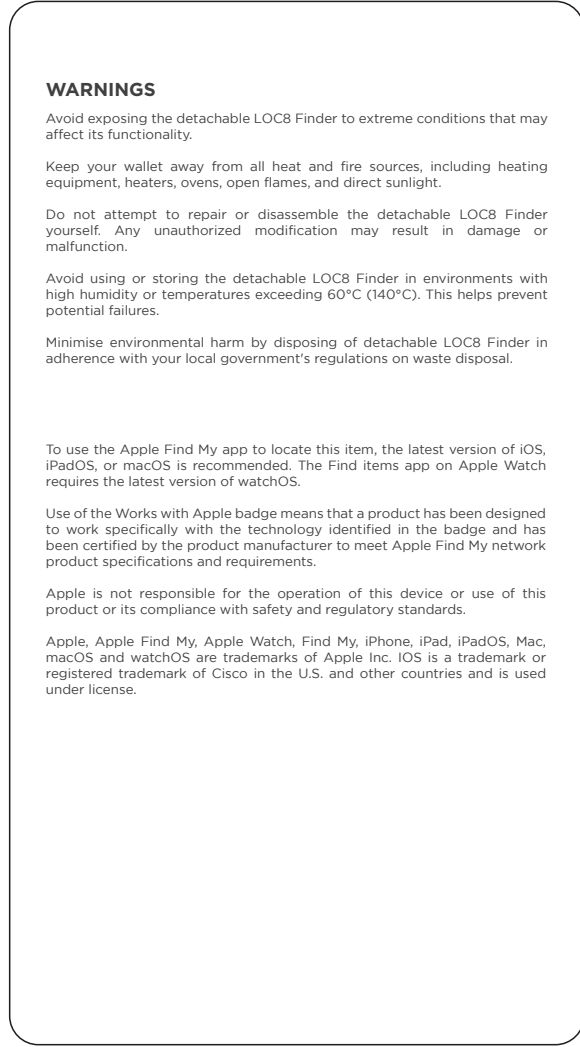 WARNINGS
Avoid exposing the detachable LOC8 Finder to extreme conditions that may
affect its functionality.
Keep your wallet away from all heat and fire sources, including heating
equipment, heaters, ovens, open flames, and direct sunlight.
Do not attempt to repair or disassemble the detachable LOC8 Finder
yourself. Any unauthorized modification may result in damage or
malfunction.
Avoid using or storing the detachable LOC8 Finder in environments with
high humidity or temperatures exceeding 60°C (140°C). This helps prevent
potential failures.
Minimise environmental harm by disposing of detachable LOC8 Finder in
adherence with your local government's regulations on waste disposal.
To use the Apple Find My app to locate this item, the latest version of iOS,
iPadOS, or macOS is recommended. The Find items app on Apple Watch
requires the latest version of watchOS.
Use of the Works with Apple badge means that a product has been designed
to work specifically with the technology identified in the badge and has
been certified by the product manufacturer to meet Apple Find My network
product specifications and requirements.
Apple is not responsible for the operation of this device or use of this
product or its compliance with safety and regulatory standards.
Apple, Apple Find My, Apple Watch, Find My, iPhone, iPad, iPadOS, Mac,
macOS and watchOS are trademarks of Apple Inc. IOS is a trademark or
registered trademark of Cisco in the U.S. and other countries and is used
under license.